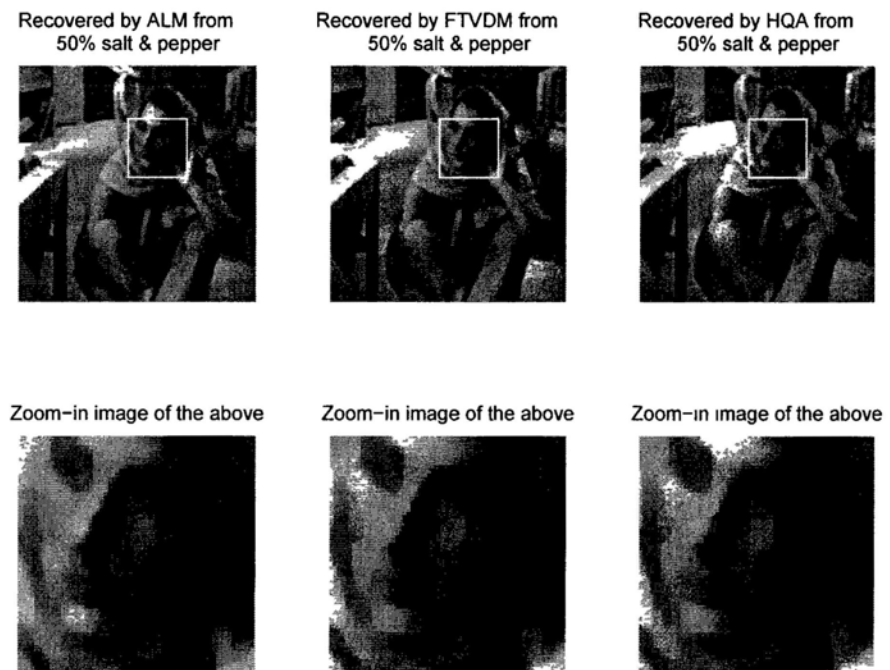 Recovered by ALM from
50% salt & pepper
Recovered by FTVDM from
50% salt & pepper
Recovered by HQA from
50% salt & pepper
Zoom−in image of the above
Zoom−in image of the above
Zoom−in image of the above